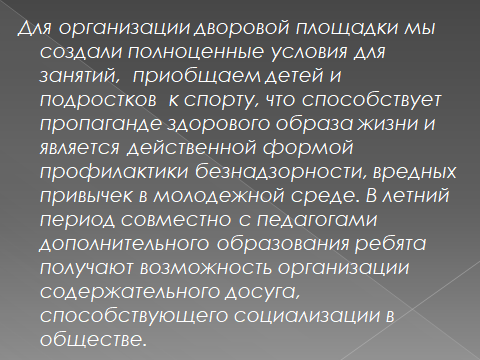 Для организации дворовой площадки мы
создали полноценные условия для
занятий,  приобщаем детей и
подростков  к спорту, что способствует
пропаганде здорового образа жизни и
является действенной формой
профилактики безнадзорности, вредных
привычек в молодежной среде. В летний
период совместно с педагогами
дополнительного образования ребята
получают возможность организации
содержательного досуга,
способствующего социализации в
обществе.